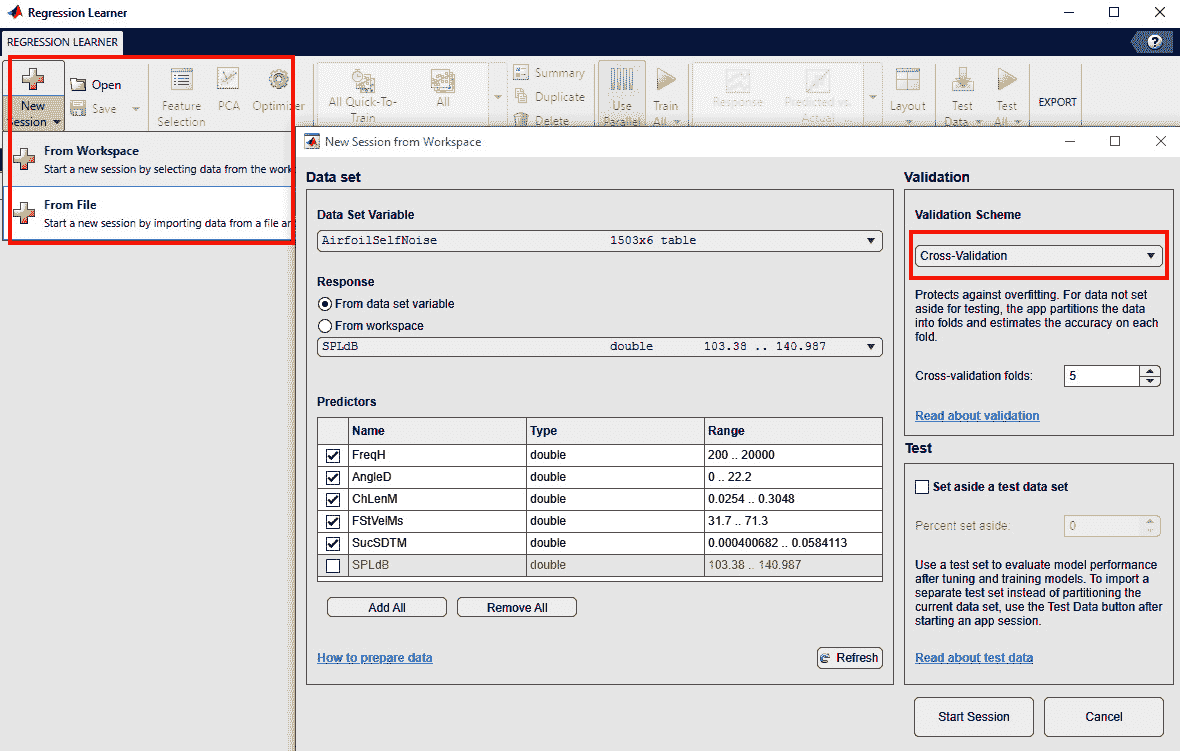 Regression Learner
REGRESSION LEARNER
?
New
Session
Open
Save
Feature
Selection
PCA
Optimizer
All Quick-To-
Train
All
Summary
Duplicate
Delete
Use
Parallel
Train
All
Response
Predicted vs.
Actual
Layout
Test
Data
Test
All
EXPORT
From Workspace
Start a new session by selecting data from the work
From File
Start a new session by importing data from a file an
New Session from Workspace
Data set
Data Set Variable
AirfoilSelfNoise 1503x6 table
Response
From data set variable
From workspace
SPLdB double 103.38 .. 140.987
Predictors
Name Type Range
FreqH double 200 .. 20000
AngleD double 0 .. 22.2
ChLenM double 0.0254 .. 0.3048
FStVelMs double 31.7 .. 71.3
SucSDTM double 0.000400682 .. 0.0584113
SPLdB double 103.38 .. 140.987
Add All Remove All
How to prepare data
Refresh
Validation
Validation Scheme
Cross-Validation
Protects against overfitting. For data not set
aside for testing, the app partitions the data
into folds and estimates the accuracy on each
fold.
Cross-validation folds: 5
Read about validation
Test
Set aside a test data set
Percent set aside: 0
Use a test set to evaluate model performance
after tuning and training models. To import a
separate test set instead of partitioning the
current data set, use the Test Data button after
starting an app session.
Read about test data
Start Session Cancel